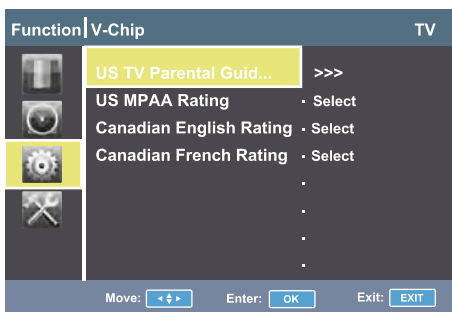 Function V-Chip TV
US TV Parental Guid... >>>
US MPAA Rating Select
Canadian English Rating Select
Canadian French Rating Select
Move: Enter: OK Exit: EXIT